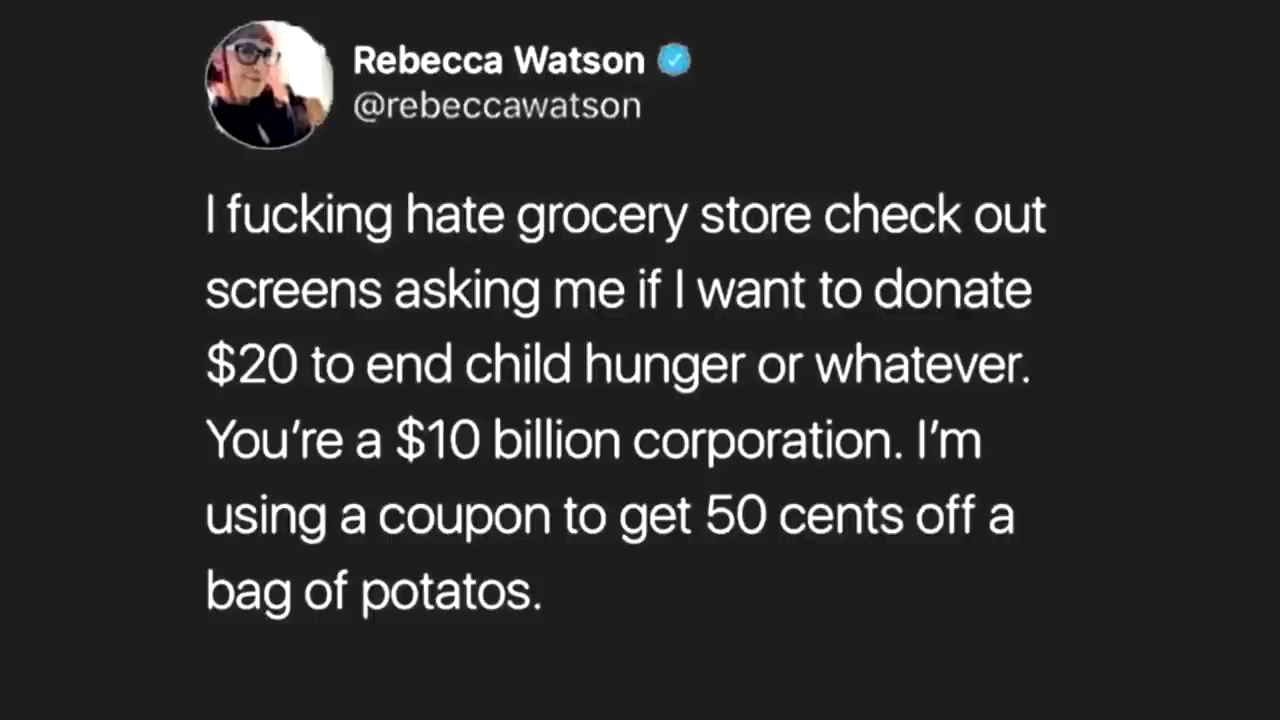 Rebecca Watson
@rebeccawatson
I fucking hate grocery store check out
screens asking me if I want to donate
$20 to end child hunger or whatever.
You’re a $10 billion corporation. I’m
using a coupon to get 50 cents off a
bag of potatos.